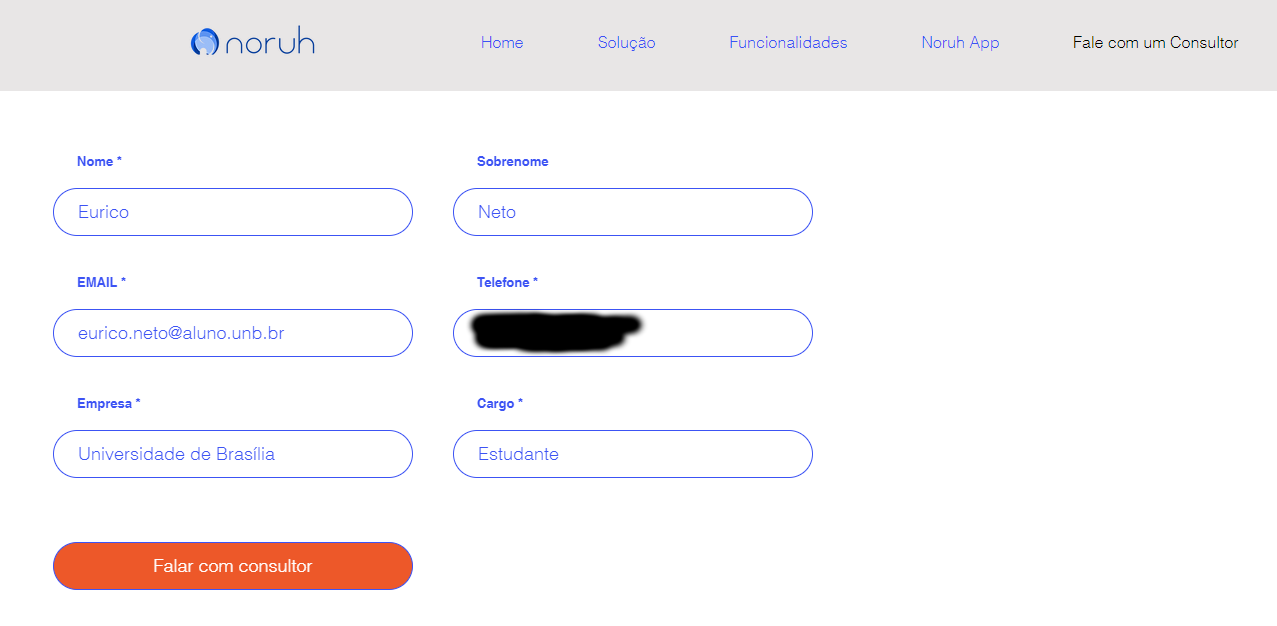 noruh Home Solução Funcionalidades Noruh App Fale com um Consultor
Nome * Sobrenome
Eurico Neto
EMAIL * Telefone *
eurico.neto@aluno.unb.br
Empresa * Cargo *
Universidade de Brasília Estudante
Falar com consultor